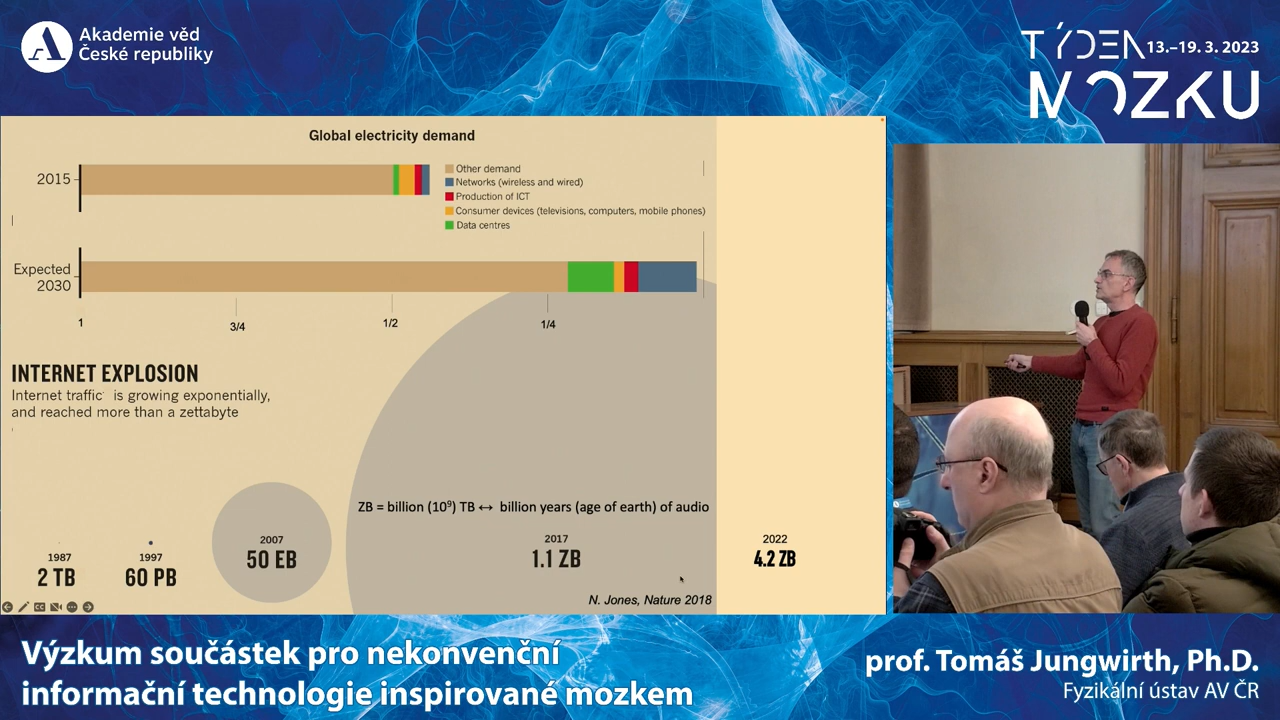 Akademie věd
České republiky
TÝDEN 13.–19. 3. 2023
MOZKU
Global electricity demand
2015
Other demand
Networks (wireless and wired)
Production of ICT
Consumer devices (televisions, computers, mobile phones)
Data centres
Expected
2030
1
3/4
1/2
1/4
INTERNET EXPLOSION
Internet traffic is growing exponentially,
and reached more than a zettabyte
ZB = billion (10⁹) TB ↔ billion years (age of earth) of audio
1987
2 TB
1997
60 PB
2007
50 EB
2017
1.1 ZB
2022
4.2 ZB
N. Jones, Nature 2018
Výzkum součástek pro nekonvenční
informační technologie inspirované mozkem
prof. Tomáš Jungwirth, Ph.D.
Fyzikální ústav AV ČR